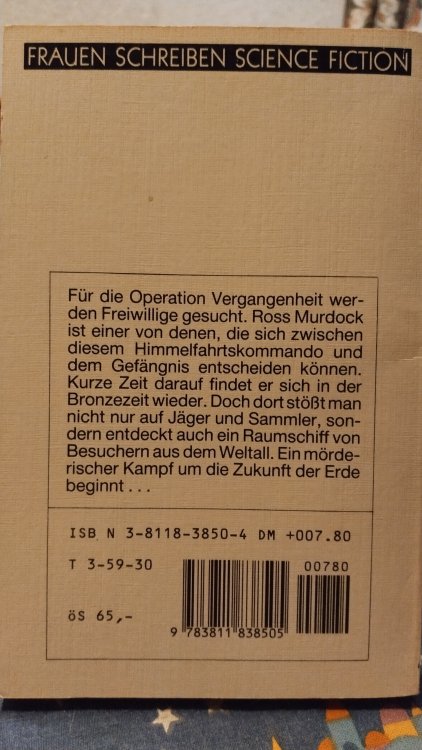 FRAUEN SCHREIBEN SCIENCE FICTION
Für die Operation Vergangenheit wer-
den Freiwillige gesucht. Ross Murdock
ist einer von denen, die sich zwischen
diesem Himmelfahrtskommando und
dem Gefängnis entscheiden können.
Kurze Zeit darauf findet er sich in der
Bronzezeit wieder. Doch dort stößt man
nicht nur auf Jäger und Sammler, son-
dern entdeckt auch ein Raumschiff von
Besuchern aus dem Weltall. Ein mörde-
rischer Kampf um die Zukunft der Erde
beginnt . . .
ISB N 3-8118-3850-4 DM +007.80
T 3-59-30 00780
öS 65,-
9 783811 838505